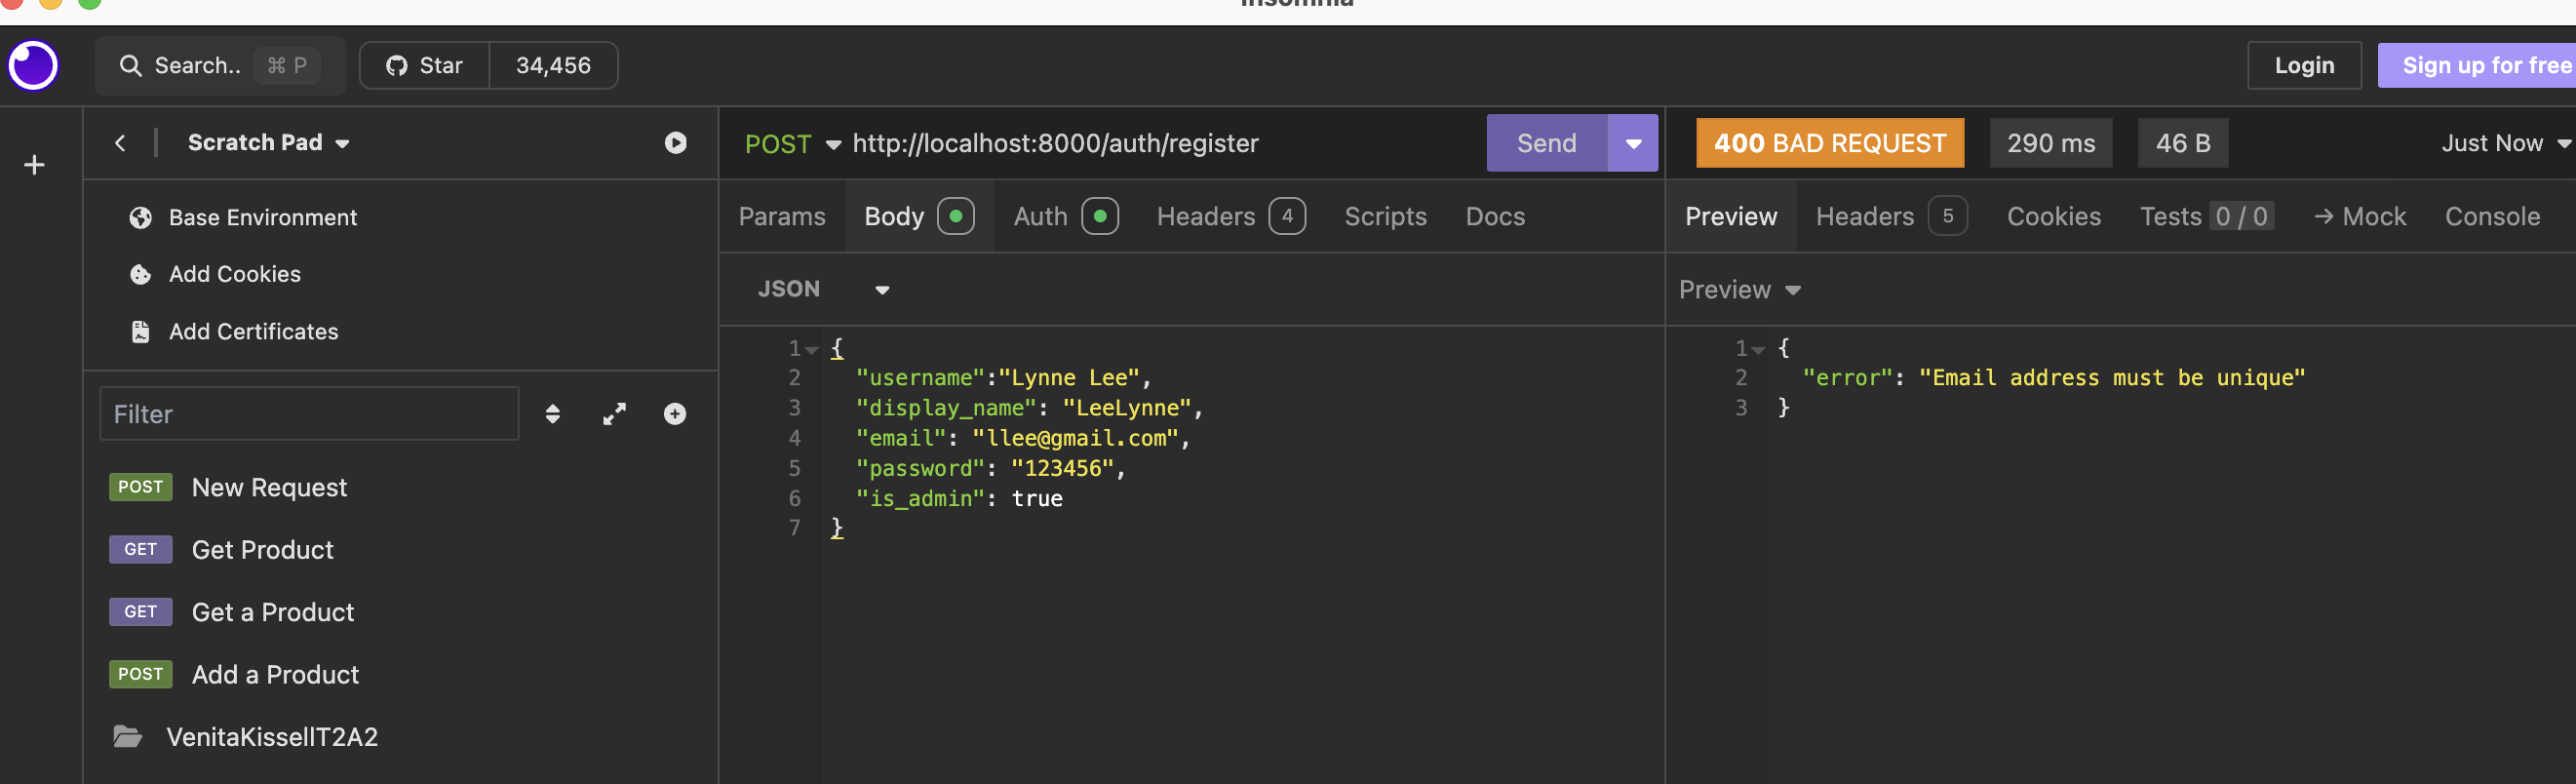 Insomnia
Search.. ⌘ P
Star 34,456
Login
Sign up for free
Scratch Pad
POST http://localhost:8000/auth/register
Send
400 BAD REQUEST
290 ms
46 B
Just Now
Base Environment
Add Cookies
Add Certificates
Params Body Auth Headers 4 Scripts Docs
Preview Headers 5 Cookies Tests 0 / 0 → Mock Console
JSON
Preview
Filter
POST New Request
GET Get Product
GET Get a Product
POST Add a Product
VenitaKissellT2A2
1 {
2 "username":"Lynne Lee",
3 "display_name": "LeeLynne",
4 "email": "llee@gmail.com",
5 "password": "123456",
6 "is_admin": true
7 }
1 {
2 "error": "Email address must be unique"
3 }